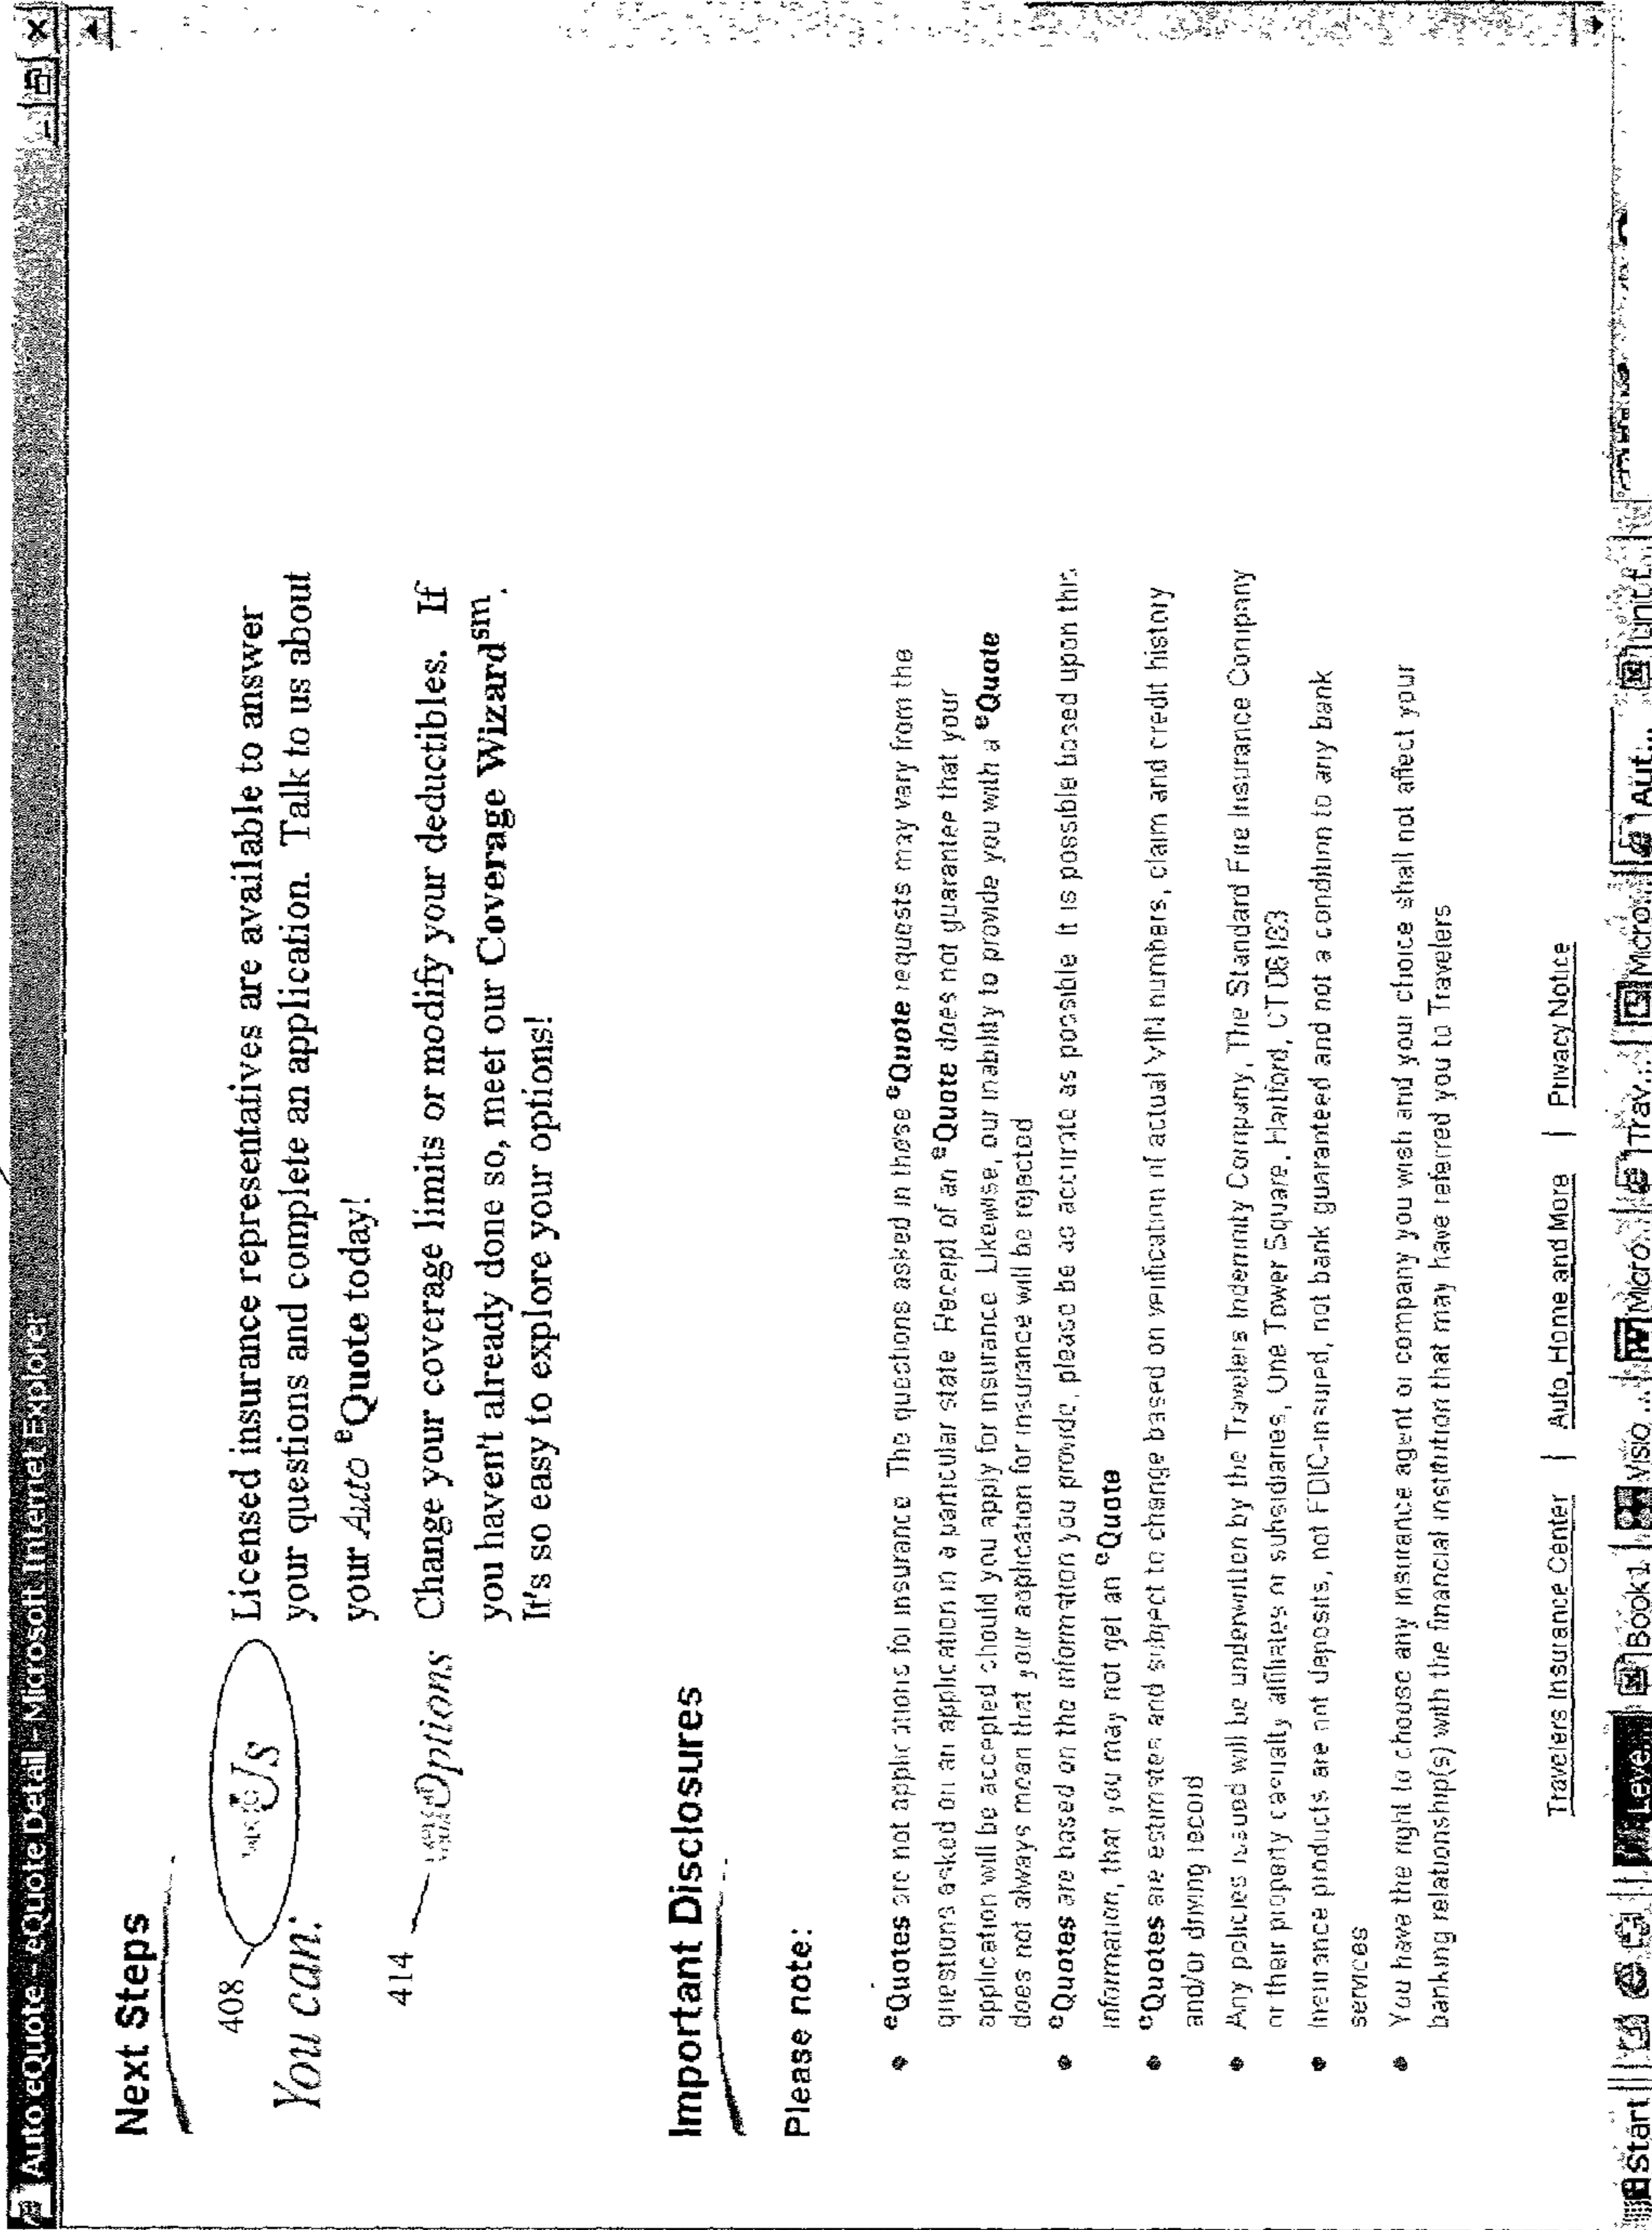 Auto eQuote - eQuote Detail - Microsoft Internet Explorer
Next Steps
408
Us
Licensed insurance representatives are available to answer
You can:
your questions and complete an application. Talk to us about
your Auto eQuote today!
414
Options
Change your coverage limits or modify your deductibles. If
you haven't already done so, meet our Coverage Wizard sm.
It's so easy to explore your options!
Important Disclosures
Please note:
• eQuotes are not applications for insurance The questions asked in these eQuote requests may vary from the
questions asked on an application in a particular state Receipt of an eQuote does not guarantee that your
application will be accepted should you apply for insurance Likewise, our inability to provide you with a eQuote
does not always mean that your application for insurance will be rejected
• eQuotes are based on the information you provide, please be as accurate as possible It is possible based upon this
information, that you may not get an eQuote
• eQuotes are estimates and subject to change based on verification of actual VIN numbers, claim and credit history
and/or driving record
• Any policies issued will be underwritten by the Travelers Indemnity Company, The Standard Fire Insurance Company
or their property casualty affiliates or subsidiaries, One Tower Square, Hartford, CT 06183
• Insurance products are not deposits, not FDIC-insured, not bank guaranteed and not a condition to any bank
services
• You have the right to choose any insurance agent or company you wish and your choice shall not affect your
banking relationship(s) with the financial institution that may have referred you to Travelers
Travelers Insurance Center | Auto, Home and More | Privacy Notice
Start Level Book1 Visio ... Micro... Trav... Micro... Aut...